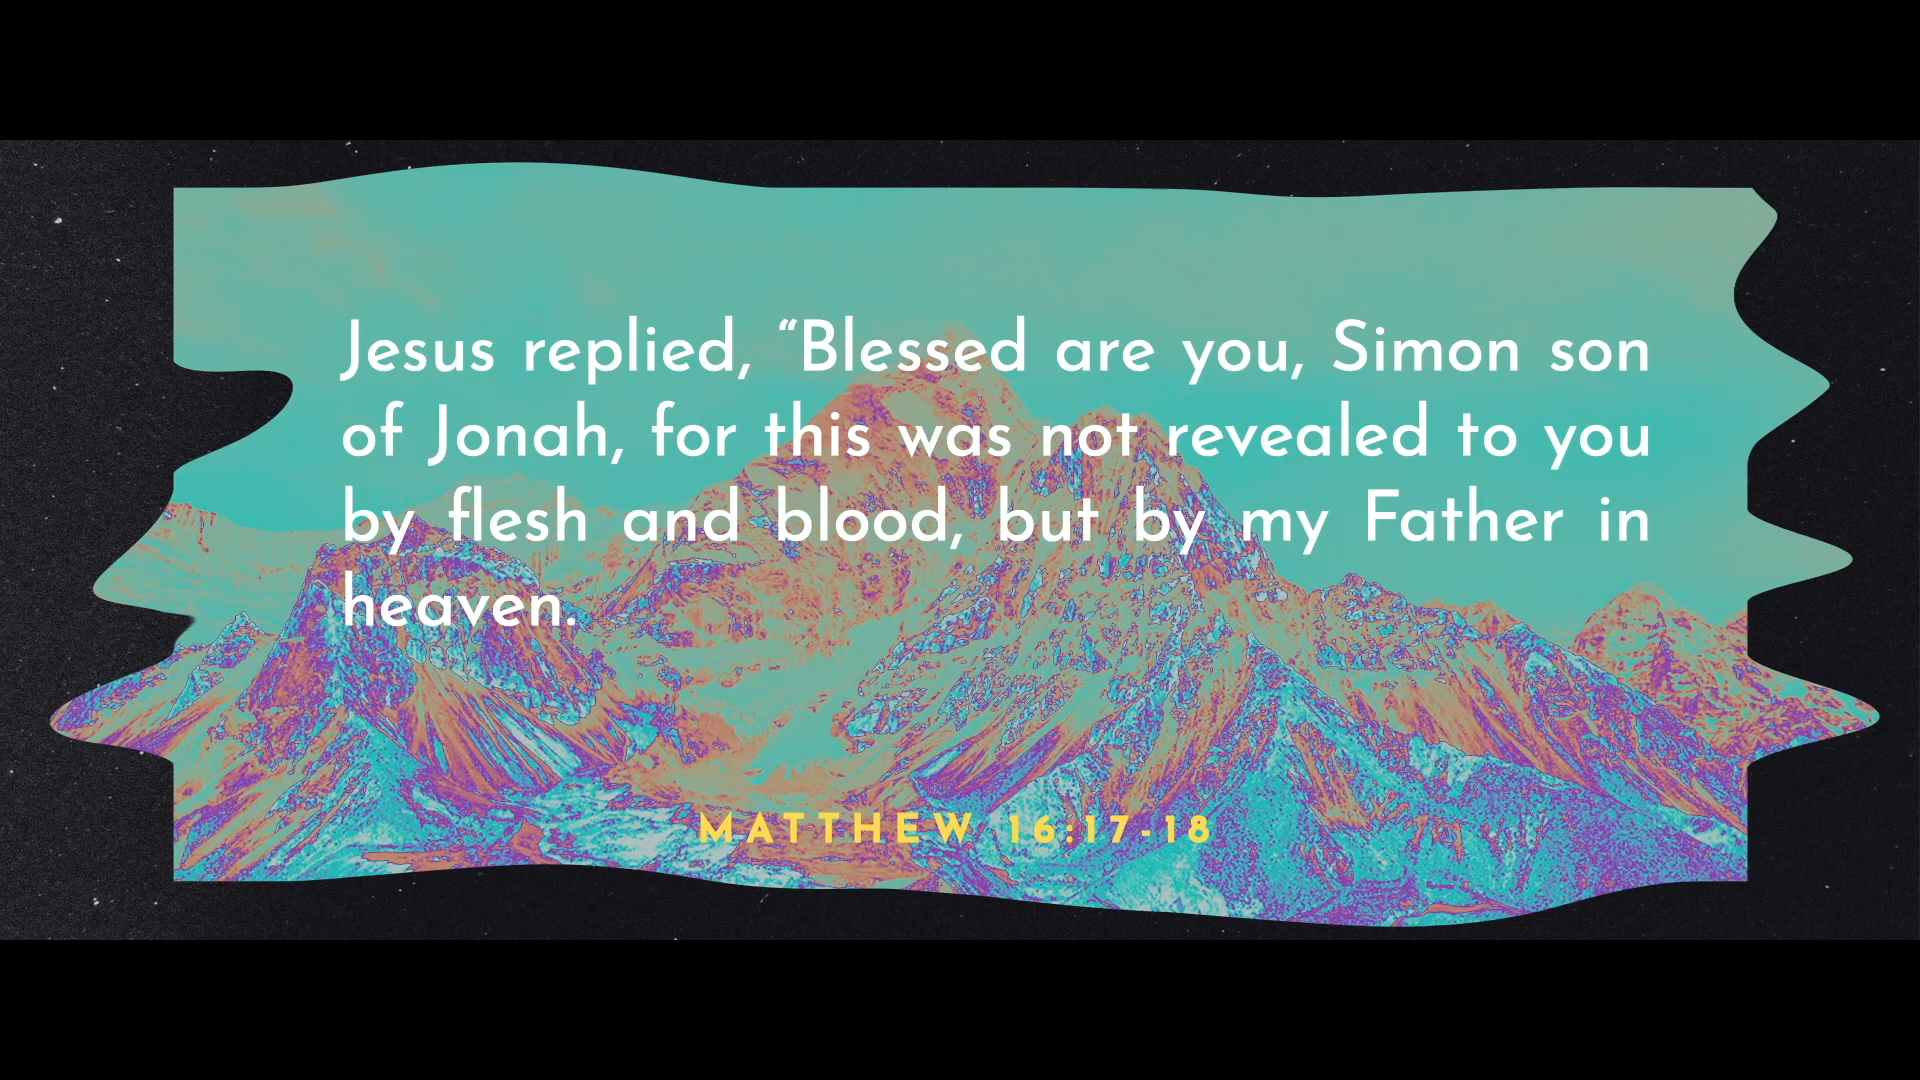 Jesus replied, “Blessed are you, Simon son
of Jonah, for this was not revealed to you
by flesh and blood, but by my Father in
heaven.
MATTHEW 16:17-18